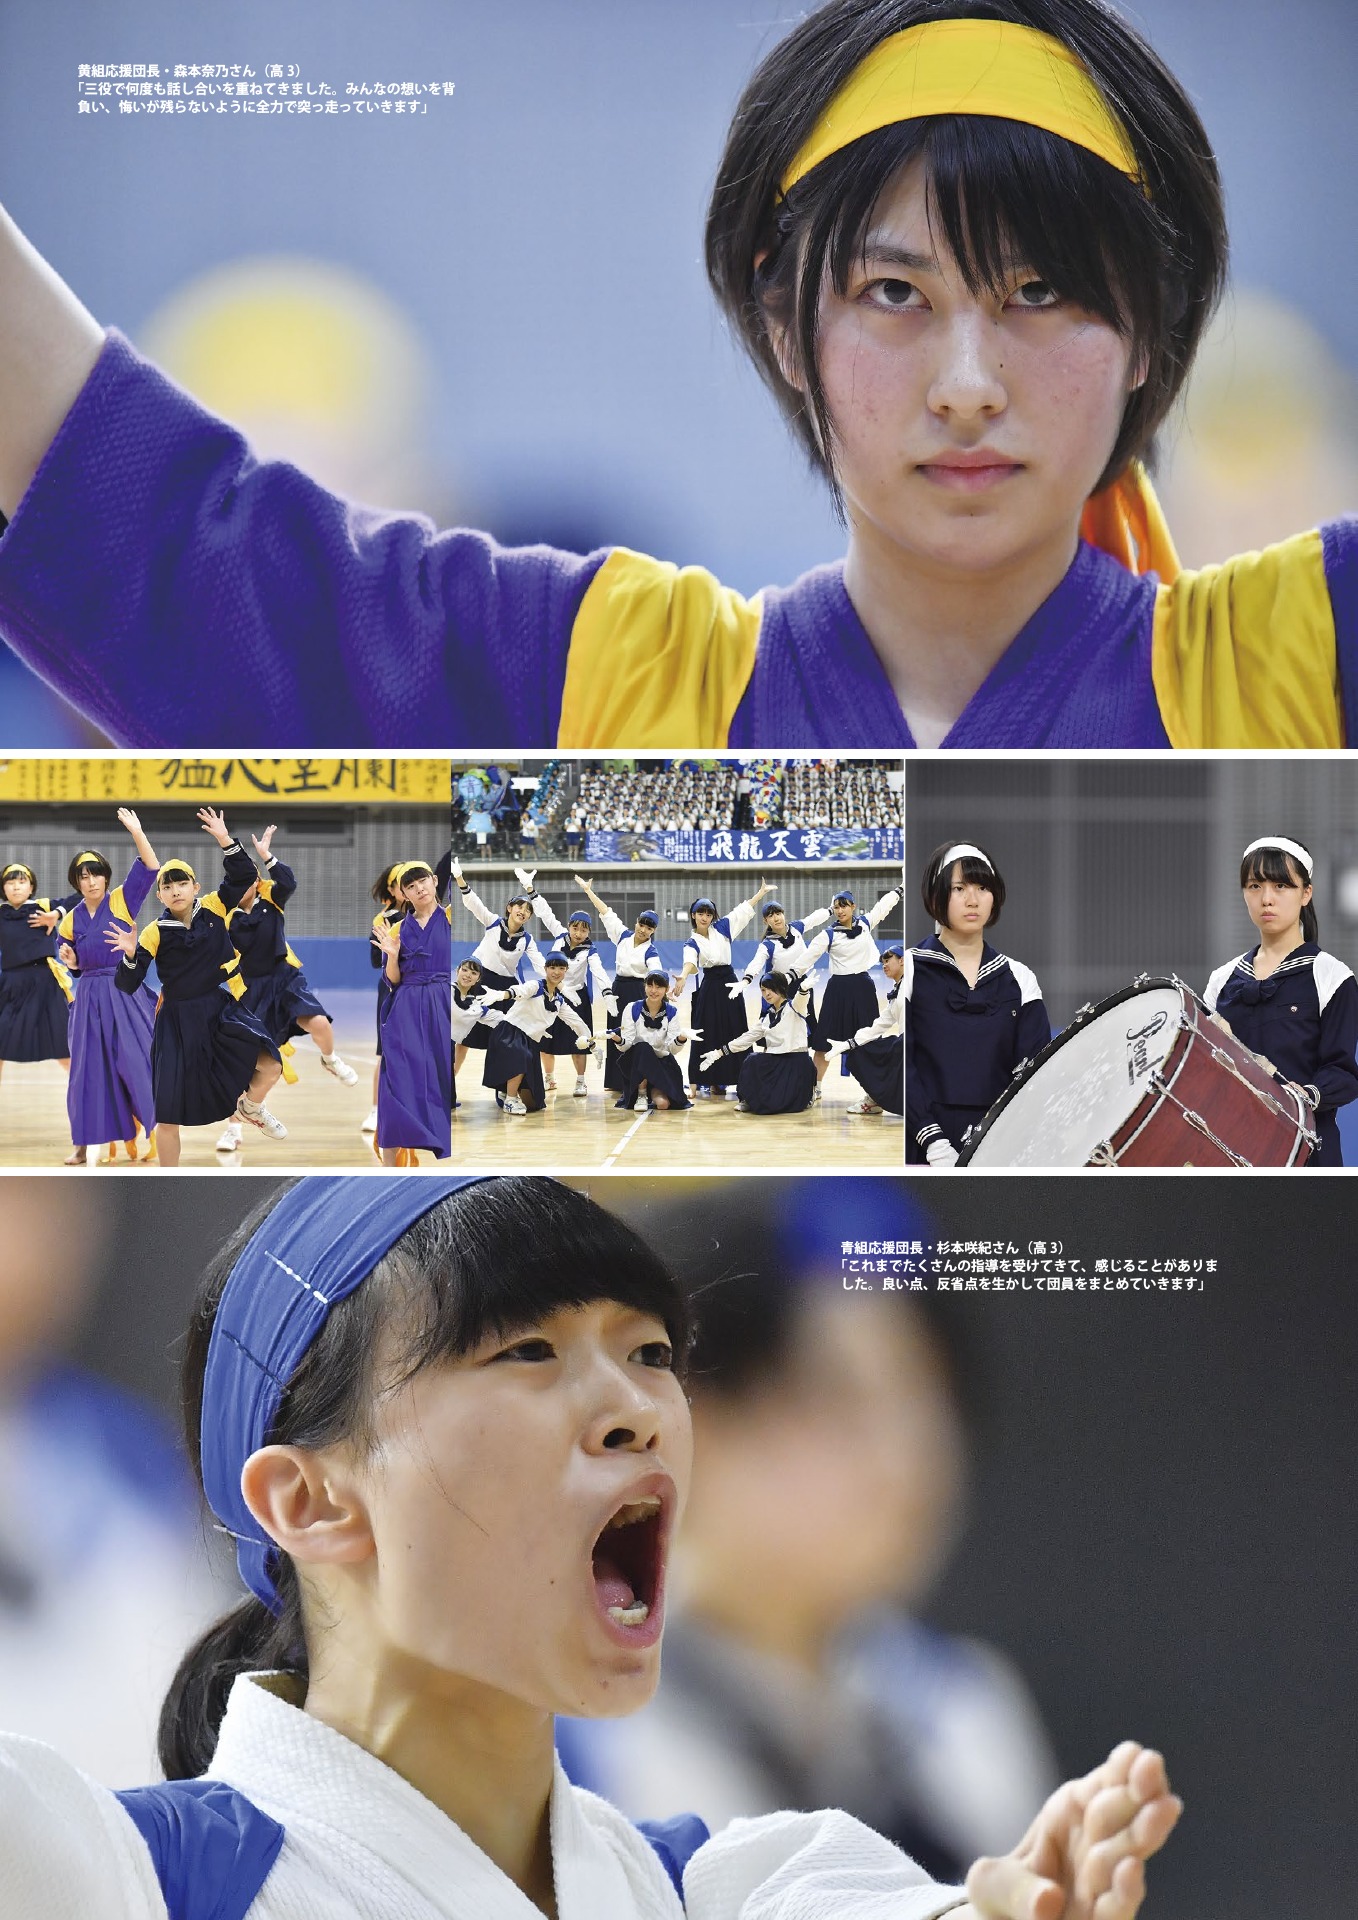 黄組応援団長・森本奈乃さん（高 3）
「三役で何度も話し合いを重ねてきました。みんなの想いを背
負い、悔いが残らないように全力で突っ走っていきます」
飛龍天雲
Pearl
青組応援団長・杉本咲紀さん（高 3）
「これまでたくさんの指導を受けてきて、感じることがありま
した。良い点、反省点を生かして団員をまとめていきます」